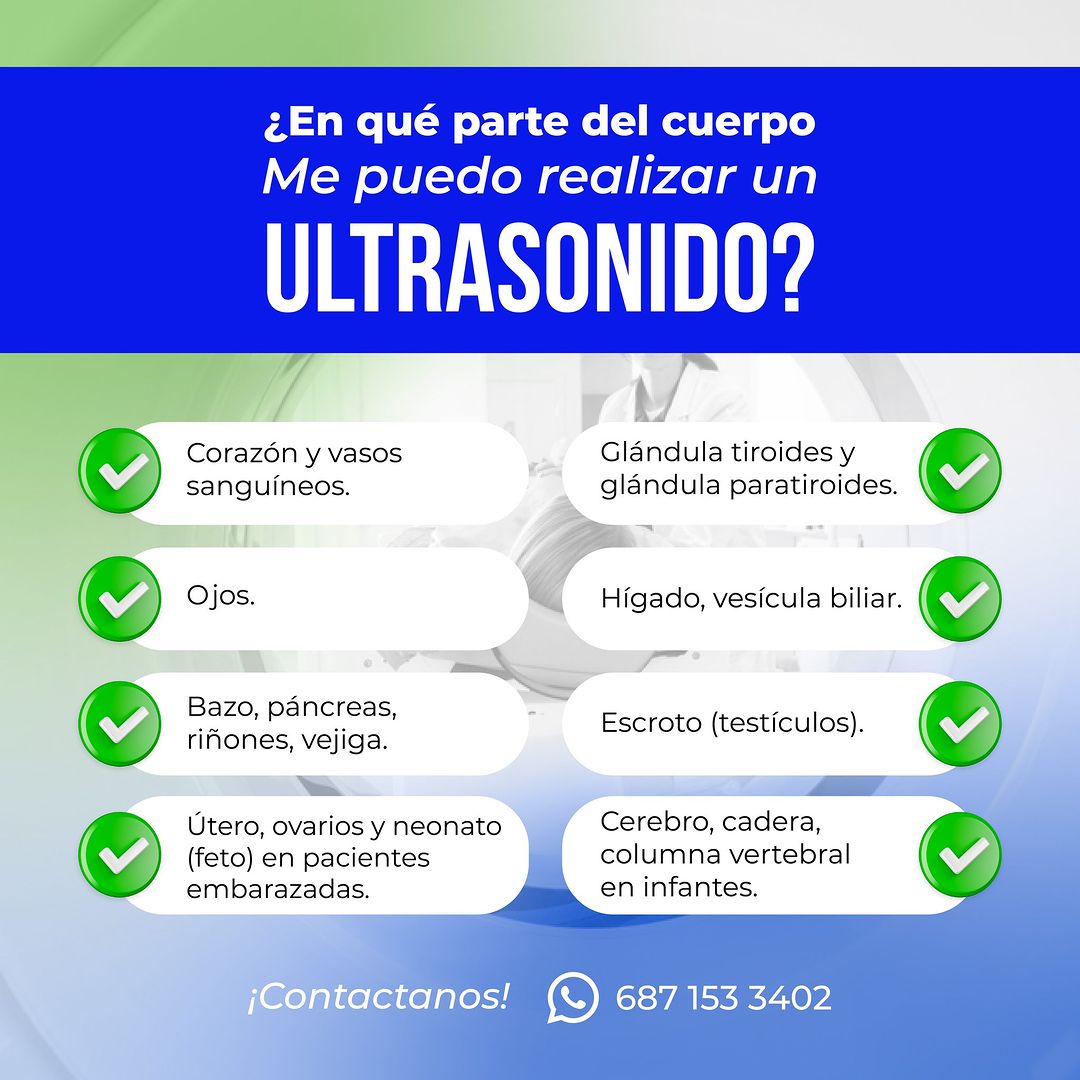 ¿En qué parte del cuerpo
Me puedo realizar un
ULTRASONIDO?
Corazón y vasos
sanguíneos.
Glándula tiroides y
glándula paratiroides.
Ojos.
Hígado, vesícula biliar.
Bazo, páncreas,
riñones, vejiga.
Escroto (testículos).
Útero, ovarios y neonato
(feto) en pacientes
embarazadas.
Cerebro, cadera,
columna vertebral
en infantes.
¡Contactanos!
687 153 3402